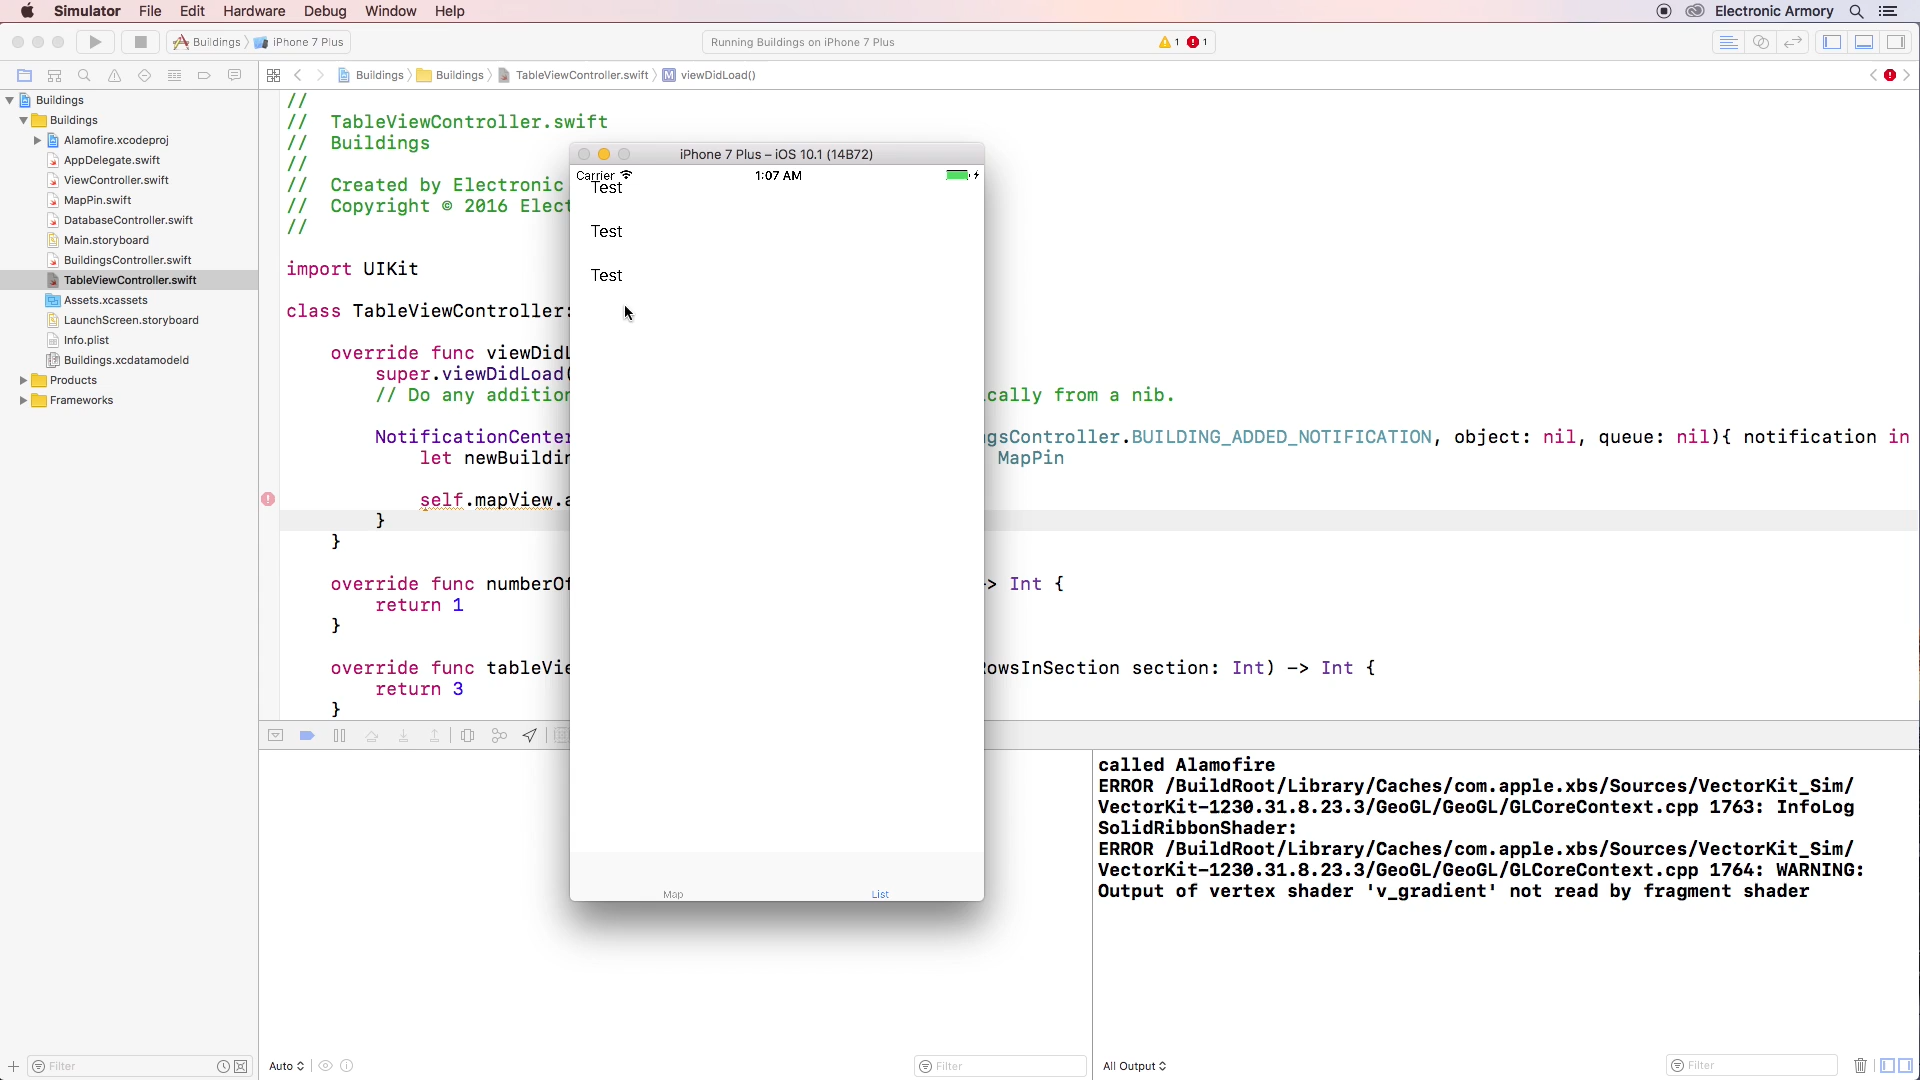 Simulator File Edit Hardware Debug Window Help Electronic Armory
Buildings iPhone 7 Plus Running Buildings on iPhone 7 Plus 1 1
Buildings Buildings TableViewController.swift M viewDidLoad()
Buildings
Buildings
Alamofire.xcodeproj
AppDelegate.swift
ViewController.swift
MapPin.swift
DatabaseController.swift
Main.storyboard
BuildingsController.swift
TableViewController.swift
Assets.xcassets
LaunchScreen.storyboard
Info.plist
Buildings.xcdatamodeld
Products
Frameworks
//
// TableViewController.swift
// Buildings
//
// Created by Electronic
// Copyright © 2016 Elect
//
import UIKit
class TableViewController:
override func viewDidL
super.viewDidLoad(
// Do any addition cally from a nib.
NotificationCenter gsController.BUILDING_ADDED_NOTIFICATION, object: nil, queue: nil){ notification in
let newBuildin MapPin
self.mapView.a
}
}
override func numberOf -> Int {
return 1
}
override func tableVie RowsInSection section: Int) -> Int {
return 3
}
iPhone 7 Plus – iOS 10.1 (14B72)
Carrier 1:07 AM
Test
Test
Test
Map List
called Alamofire
ERROR /BuildRoot/Library/Caches/com.apple.xbs/Sources/VectorKit_Sim/
VectorKit-1230.31.8.23.3/GeoGL/GeoGL/GLCoreContext.cpp 1763: InfoLog
SolidRibbonShader:
ERROR /BuildRoot/Library/Caches/com.apple.xbs/Sources/VectorKit_Sim/
VectorKit-1230.31.8.23.3/GeoGL/GeoGL/GLCoreContext.cpp 1764: WARNING:
Output of vertex shader 'v_gradient' not read by fragment shader
Filter Auto Filter All Output Filter